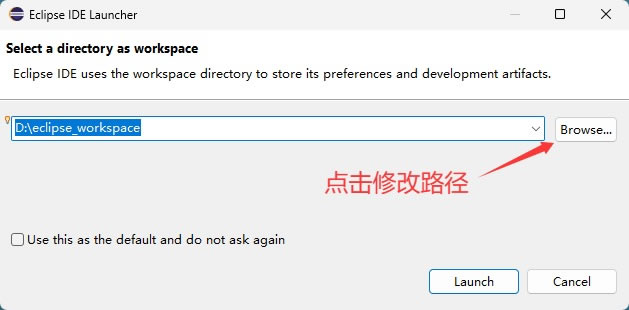 Eclipse IDE Launcher
Select a directory as workspace
Eclipse IDE uses the workspace directory to store its preferences and development artifacts.
D:\eclipse_workspace
Browse...
点击修改路径
Use this as the default and do not ask again
Launch
Cancel